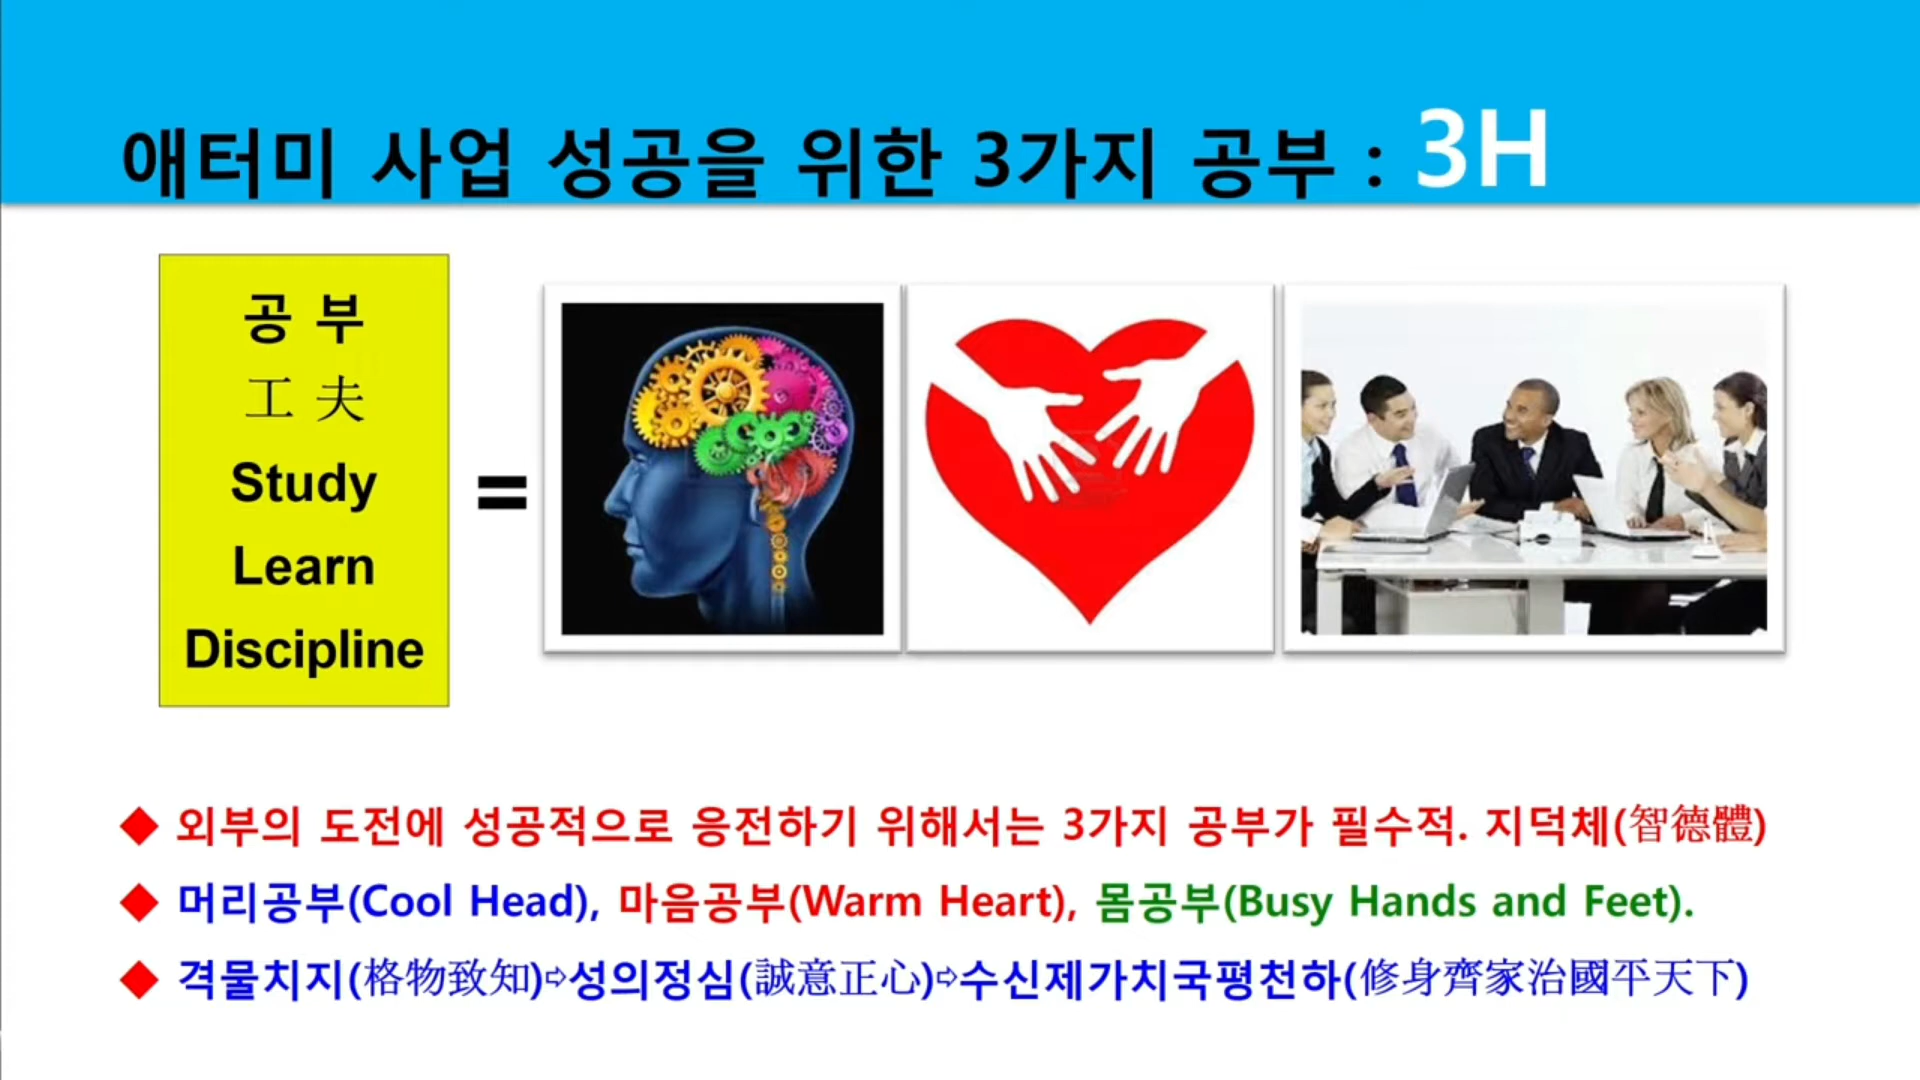 애터미 사업 성공을 위한 3가지 공부 : 3H
공 부
工 夫
Study
Learn
Discipline
=
◆ 외부의 도전에 성공적으로 응전하기 위해서는 3가지 공부가 필수적. 지덕체(智德體)
◆ 머리공부(Cool Head), 마음공부(Warm Heart), 몸공부(Busy Hands and Feet).
◆ 격물치지(格物致知)⇨성의정심(誠意正心)⇨수신제가치국평천하(修身齊家治國平天下)